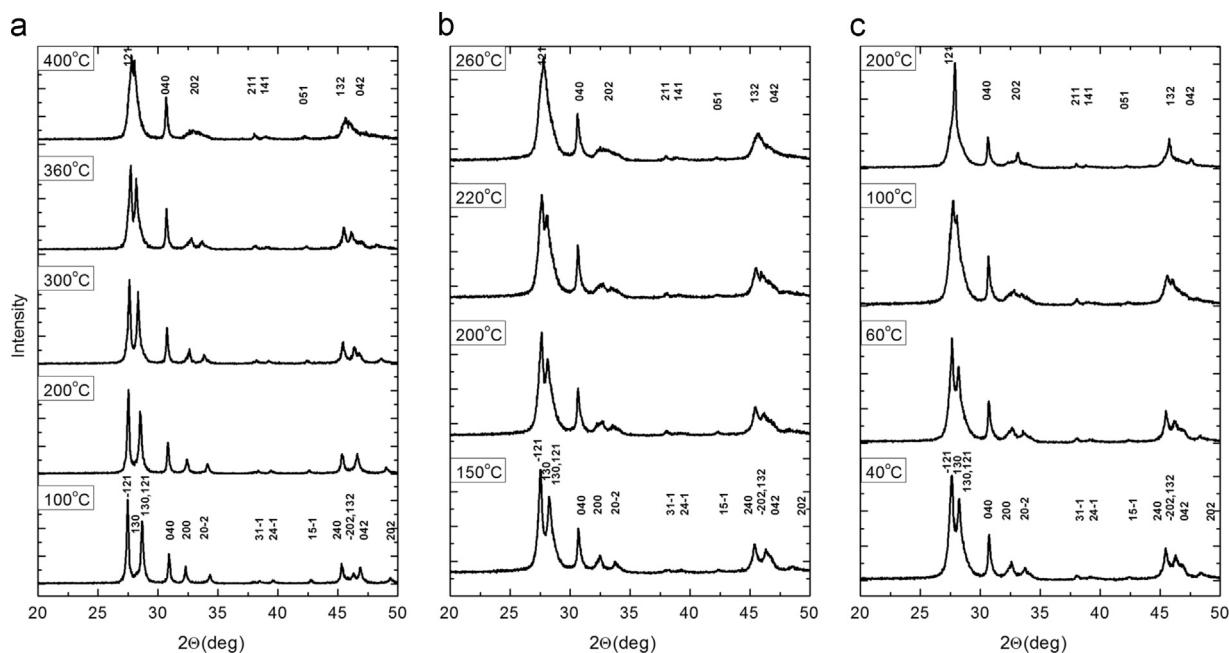 a
400°C
121
040
202
211
141
051
132
042
360°C
300°C
200°C
100°C
-121
130
130,121
040
200
20-2
31-1
24-1
15-1
240
-202,132
042
202
20 25 30 35 40 45 50
2Θ(deg)
Intensity
b
260°C
121
040
202
211
141
051
132
042
220°C
200°C
150°C
-121
130
130,121
040
200
20-2
31-1
24-1
15-1
240
-202,132
042
202
20 25 30 35 40 45 50
2Θ(deg)
c
200°C
121
040
202
211
141
051
132
042
100°C
60°C
40°C
-121
130
130,121
040
200
20-2
31-1
24-1
15-1
240
-202,132
042
202
20 25 30 35 40 45 50
2Θ(deg)